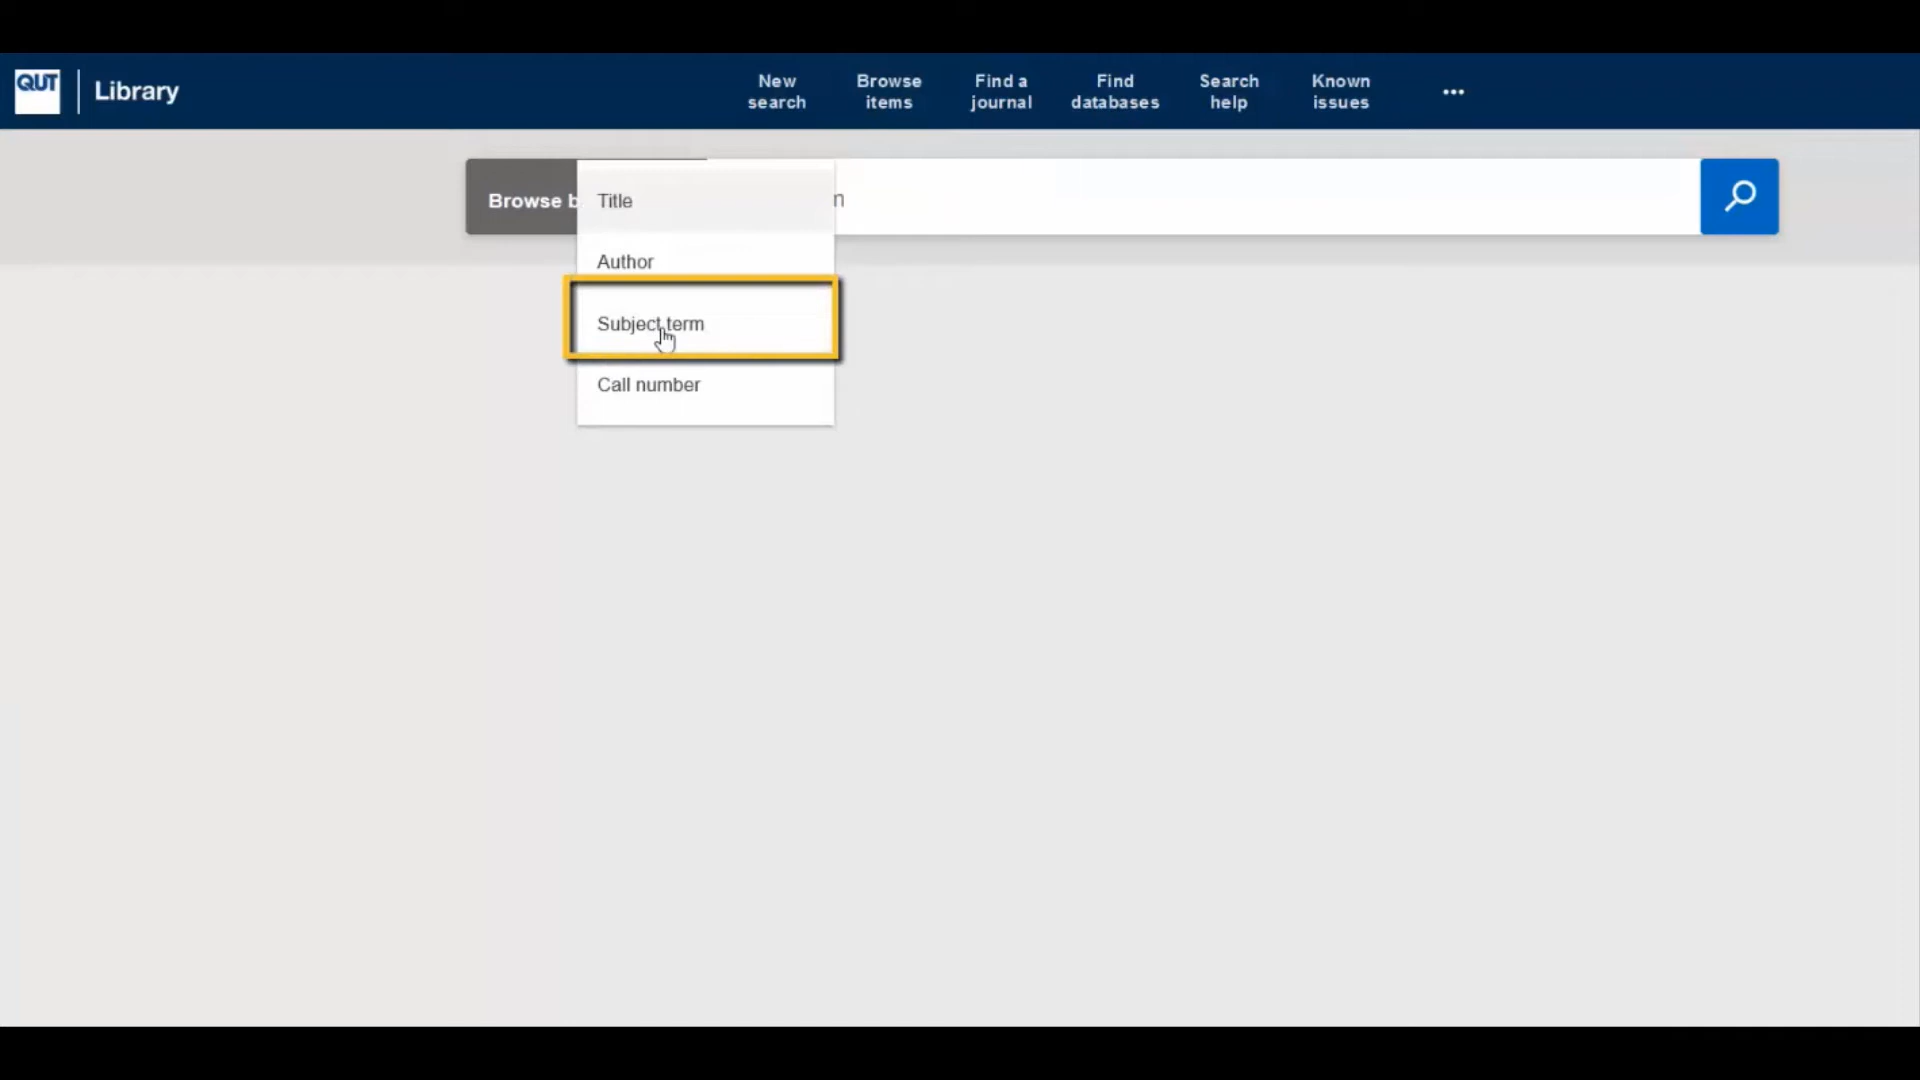 QUT
Library
New
search
Browse
items
Find a
journal
Find
databases
Search
help
Known
issues
...
Browse b
Title
n
Author
Subject term
Call number